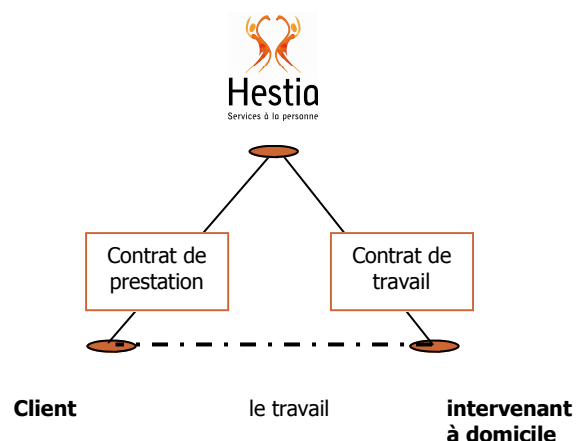 Hestia
Services à la personne
Contrat de
prestation
Contrat de
travail
Client
le travail
intervenant
à domicile